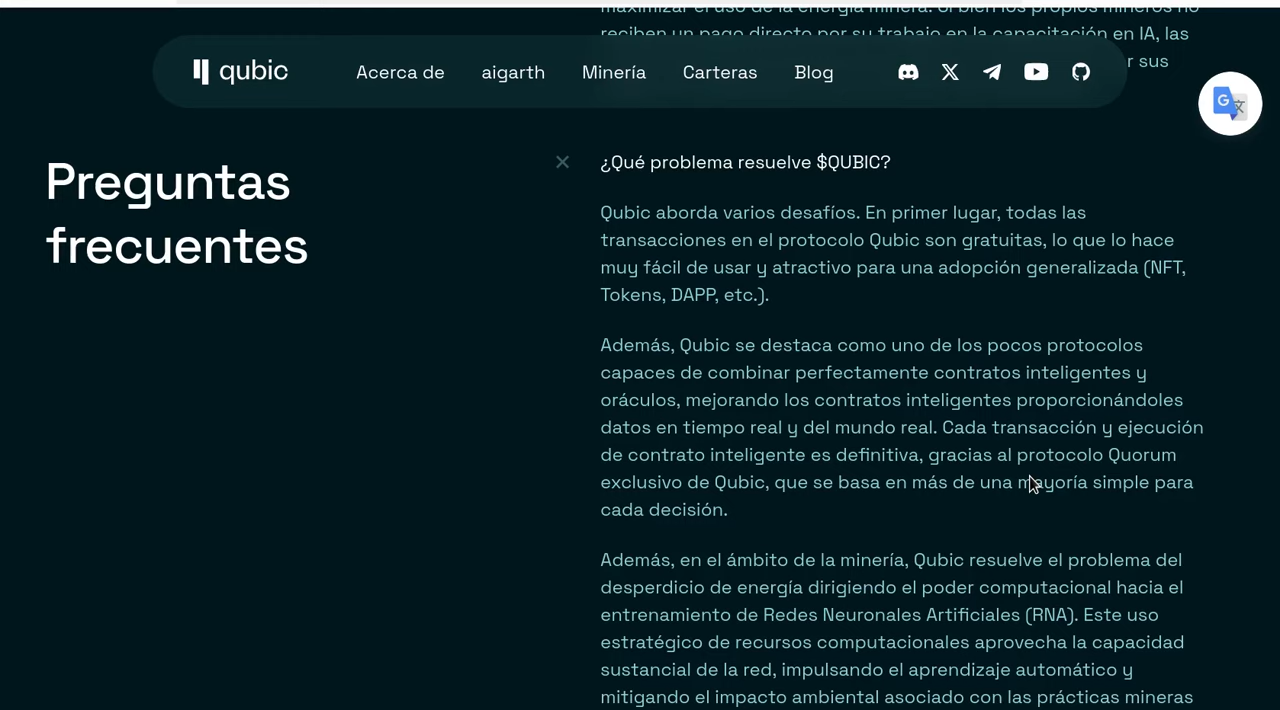 maximizar el uso de la energía minera. Si bien los propios mineros no
reciben un pago directo por su trabajo en la capacitación en IA, las
r sus
qubic
Acerca de aigarth Minería Carteras Blog
Preguntas
frecuentes
¿Qué problema resuelve $QUBIC?
Qubic aborda varios desafíos. En primer lugar, todas las
transacciones en el protocolo Qubic son gratuitas, lo que lo hace
muy fácil de usar y atractivo para una adopción generalizada (NFT,
Tokens, DAPP, etc.).
Además, Qubic se destaca como uno de los pocos protocolos
capaces de combinar perfectamente contratos inteligentes y
oráculos, mejorando los contratos inteligentes proporcionándoles
datos en tiempo real y del mundo real. Cada transacción y ejecución
de contrato inteligente es definitiva, gracias al protocolo Quorum
exclusivo de Qubic, que se basa en más de una mayoría simple para
cada decisión.
Además, en el ámbito de la minería, Qubic resuelve el problema del
desperdicio de energía dirigiendo el poder computacional hacia el
entrenamiento de Redes Neuronales Artificiales (RNA). Este uso
estratégico de recursos computacionales aprovecha la capacidad
sustancial de la red, impulsando el aprendizaje automático y
mitigando el impacto ambiental asociado con las prácticas mineras